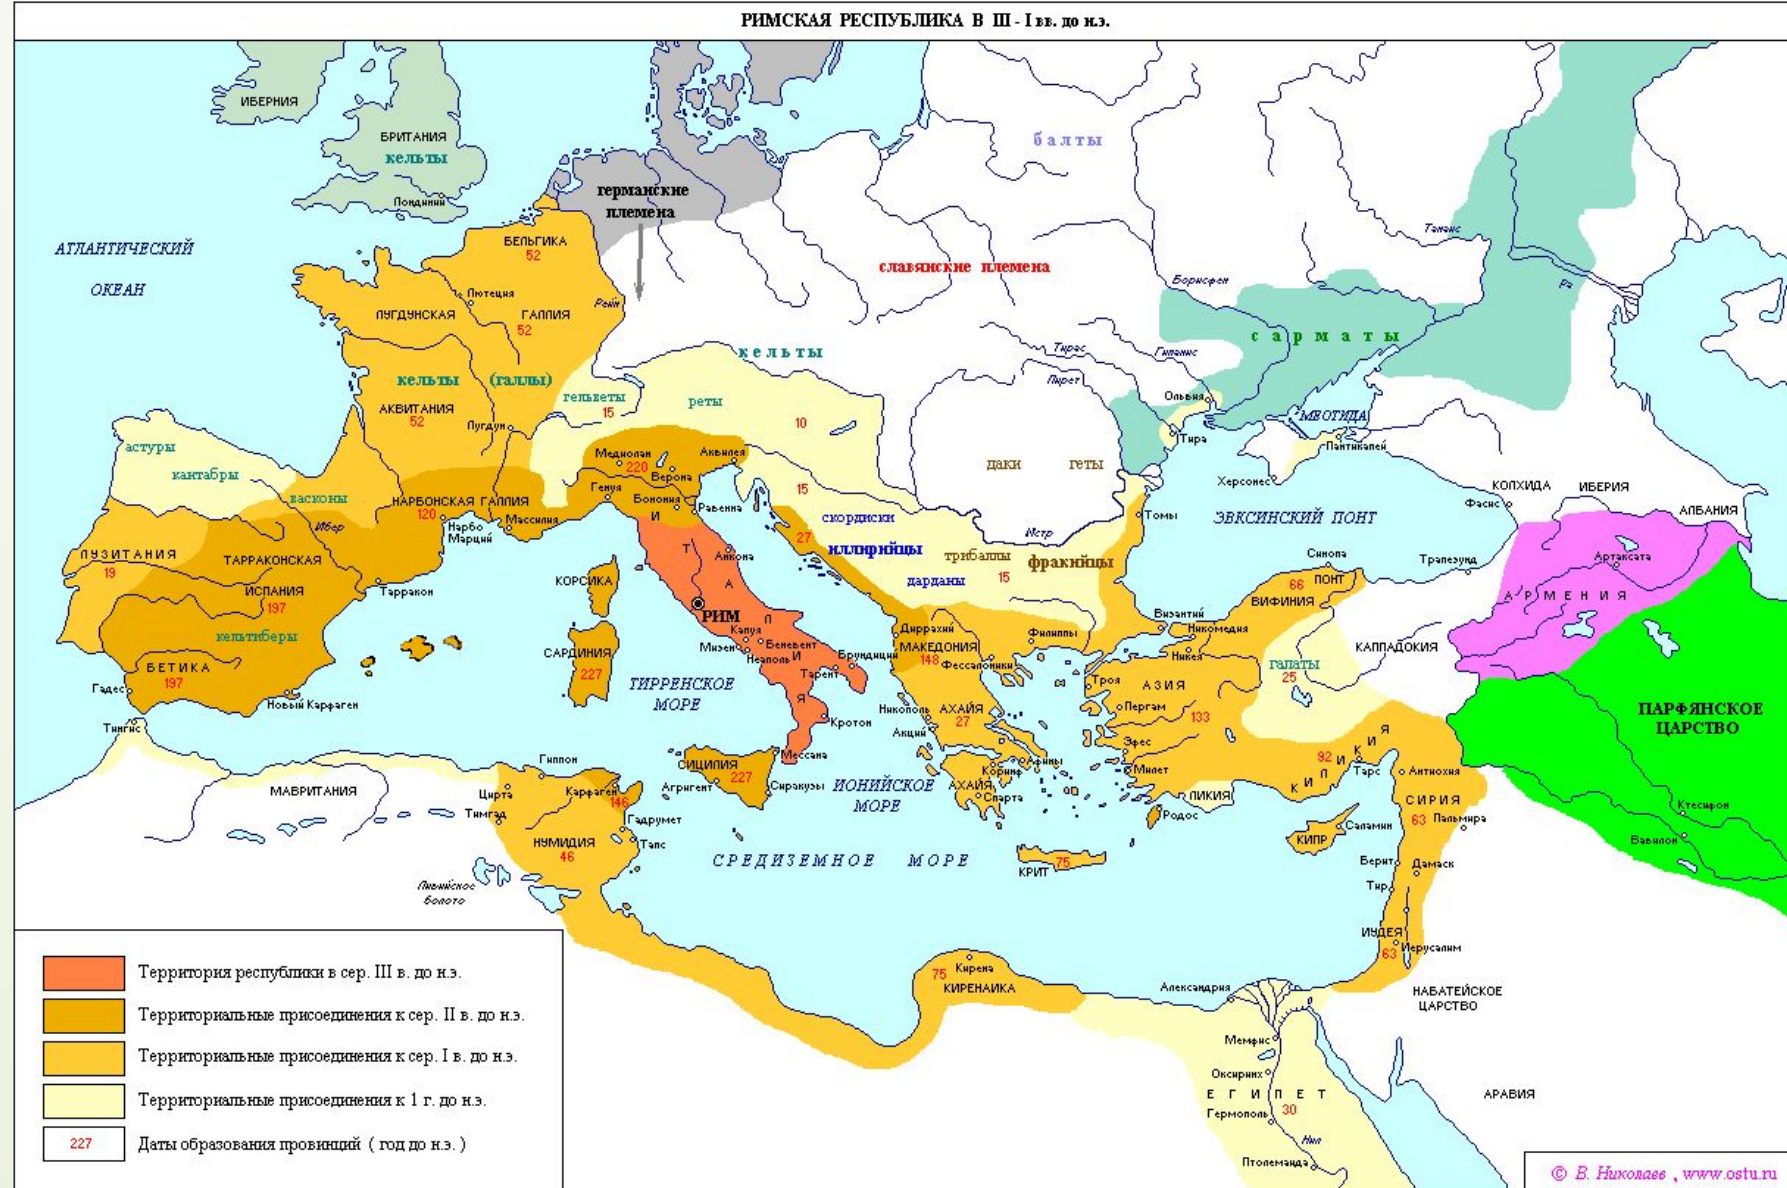 РИМСКАЯ РЕСПУБЛИКА В III - I вв. до н.э.
ИБЕРНИЯ
БРИТАНИЯ
кельты
Лондиний
балты
германские
племена
АТЛАНТИЧЕСКИЙ
ОКЕАН
БЕЛЬГИКА
52
славянские племена
Танаис
Борисфен
Ра
Лютеция
Рейн
ЛУГДУНСКАЯ
ГАЛЛИЯ
52
сарматы
кельты
Тирас
Гипанис
Пирет
кельты (галлы)
гельветы
15
реты
Ольвия
АКВИТАНИЯ
52
МЕОТИДА
Лугдун
10
Тира
Пантикапей
астуры
кантабры
Медиолан
220
Аквилея
Верона
даки
геты
Херсонес
васконы
НАРБОНСКАЯ ГАЛЛИЯ
120
Генуя
Бонония
Равенна
15
КОЛХИДА
ИБЕРИЯ
Фасис
АЛБАНИЯ
Ибер
Нарбо
Марций
Массилия
скордиски
Томы
ЭВКСИНСКИЙ ПОНТ
27
Истр
ЛУЗИТАНИЯ
19
ТАРРАКОНСКАЯ
ИСПАНИЯ
197
Анкона
иллирийцы
трибаллы
фракийцы
15
дарданы
Синопа
Трапезунд
Артаксата
КОРСИКА
Тарракон
ИТАЛИЯ
РИМ
66
ПОНТ
ВИФИНИЯ
АРМЕНИЯ
кельтиберы
Византий
Никомедия
Никея
Капуя
Мизен
Беневент
Неаполь
Диррахий
Филиппы
МАКЕДОНИЯ
148
Фессалоники
КАППАДОКИЯ
САРДИНИЯ
227
Брундизий
Тарент
галаты
25
БЕТИКА
197
Троя
АЗИЯ
133
Гадес
Новый Карфаген
ТИРРЕНСКОЕ
МОРЕ
Никополь
АХАЙЯ
27
Пергам
ПАРФЯНСКОЕ
ЦАРСТВО
Тингис
Кротон
Акций
Эфес
92
КИЛИКИЯ
Мессана
Милет
Афины
Коринф
Тарс
Антиохия
Гиппон
СИЦИЛИЯ
227
ИОНИЙСКОЕ
МОРЕ
МАВРИТАНИЯ
Цирта
Карфаген
146
Агригент
Сиракузы
АХАЙЯ
Спарта
ЛИКИЯ
СИРИЯ
63
Пальмира
Ктесифон
Тимгад
Гадрумет
Родос
Саламин
КИПР
НУМИДИЯ
46
Тапс
Вавилон
СРЕДИЗЕМНОЕ МОРЕ
75
КРИТ
Берит
Дамаск
Ливийское
болото
Тир
ИУДЕЯ
63
Иерусалим
75
Кирена
КИРЕНАИКА
Александрия
НАБАТЕЙСКОЕ
ЦАРСТВО
Мемфис
Оксиринх
ЕГИПЕТ
30
Гермополь
АРАВИЯ
Нил
Птолемаида
Территория республики в сер. III в. до н.э.
Территориальные присоединения к сер. II в. до н.э.
Территориальные присоединения к сер. I в. до н.э.
Территориальные присоединения к 1 г. до н.э.
227 Даты образования провинций ( год до н.э. )
© В. Николаев , www.ostu.ru